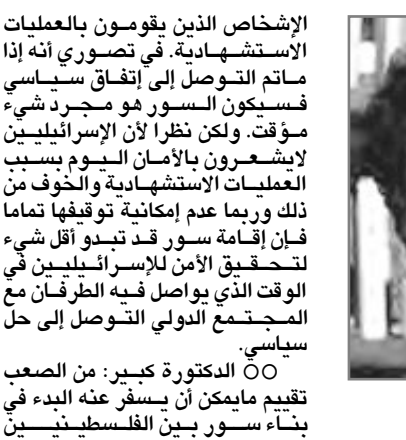 الإشخاص الذين يقومون بالعمليات
الاستشهادية. في تصوري أنه إذا
ماتم التوصل إلى إتفاق سياسي
فسيكون السور هو مجرد شيء
مؤقت. ولكن نظرا لأن الإسرائيليين
لايشعرون بالأمان اليوم بسبب
العمليات الاستشهادية والخوف من
ذلك وربما عدم إمكانية توقيفها تماما
فإن إقامة سور قد تبدو أقل شيء
لتحقيق الأمن للإسرائيليين في
الوقت الذي يواصل فيه الطرفان مع
المجتمع الدولي التوصل إلى حل
سياسي.
○○ الدكتورة كبير: من الصعب
تقييم مايمكن أن يسفر عنه البدء في
بناء سور بين الفلسطينيين